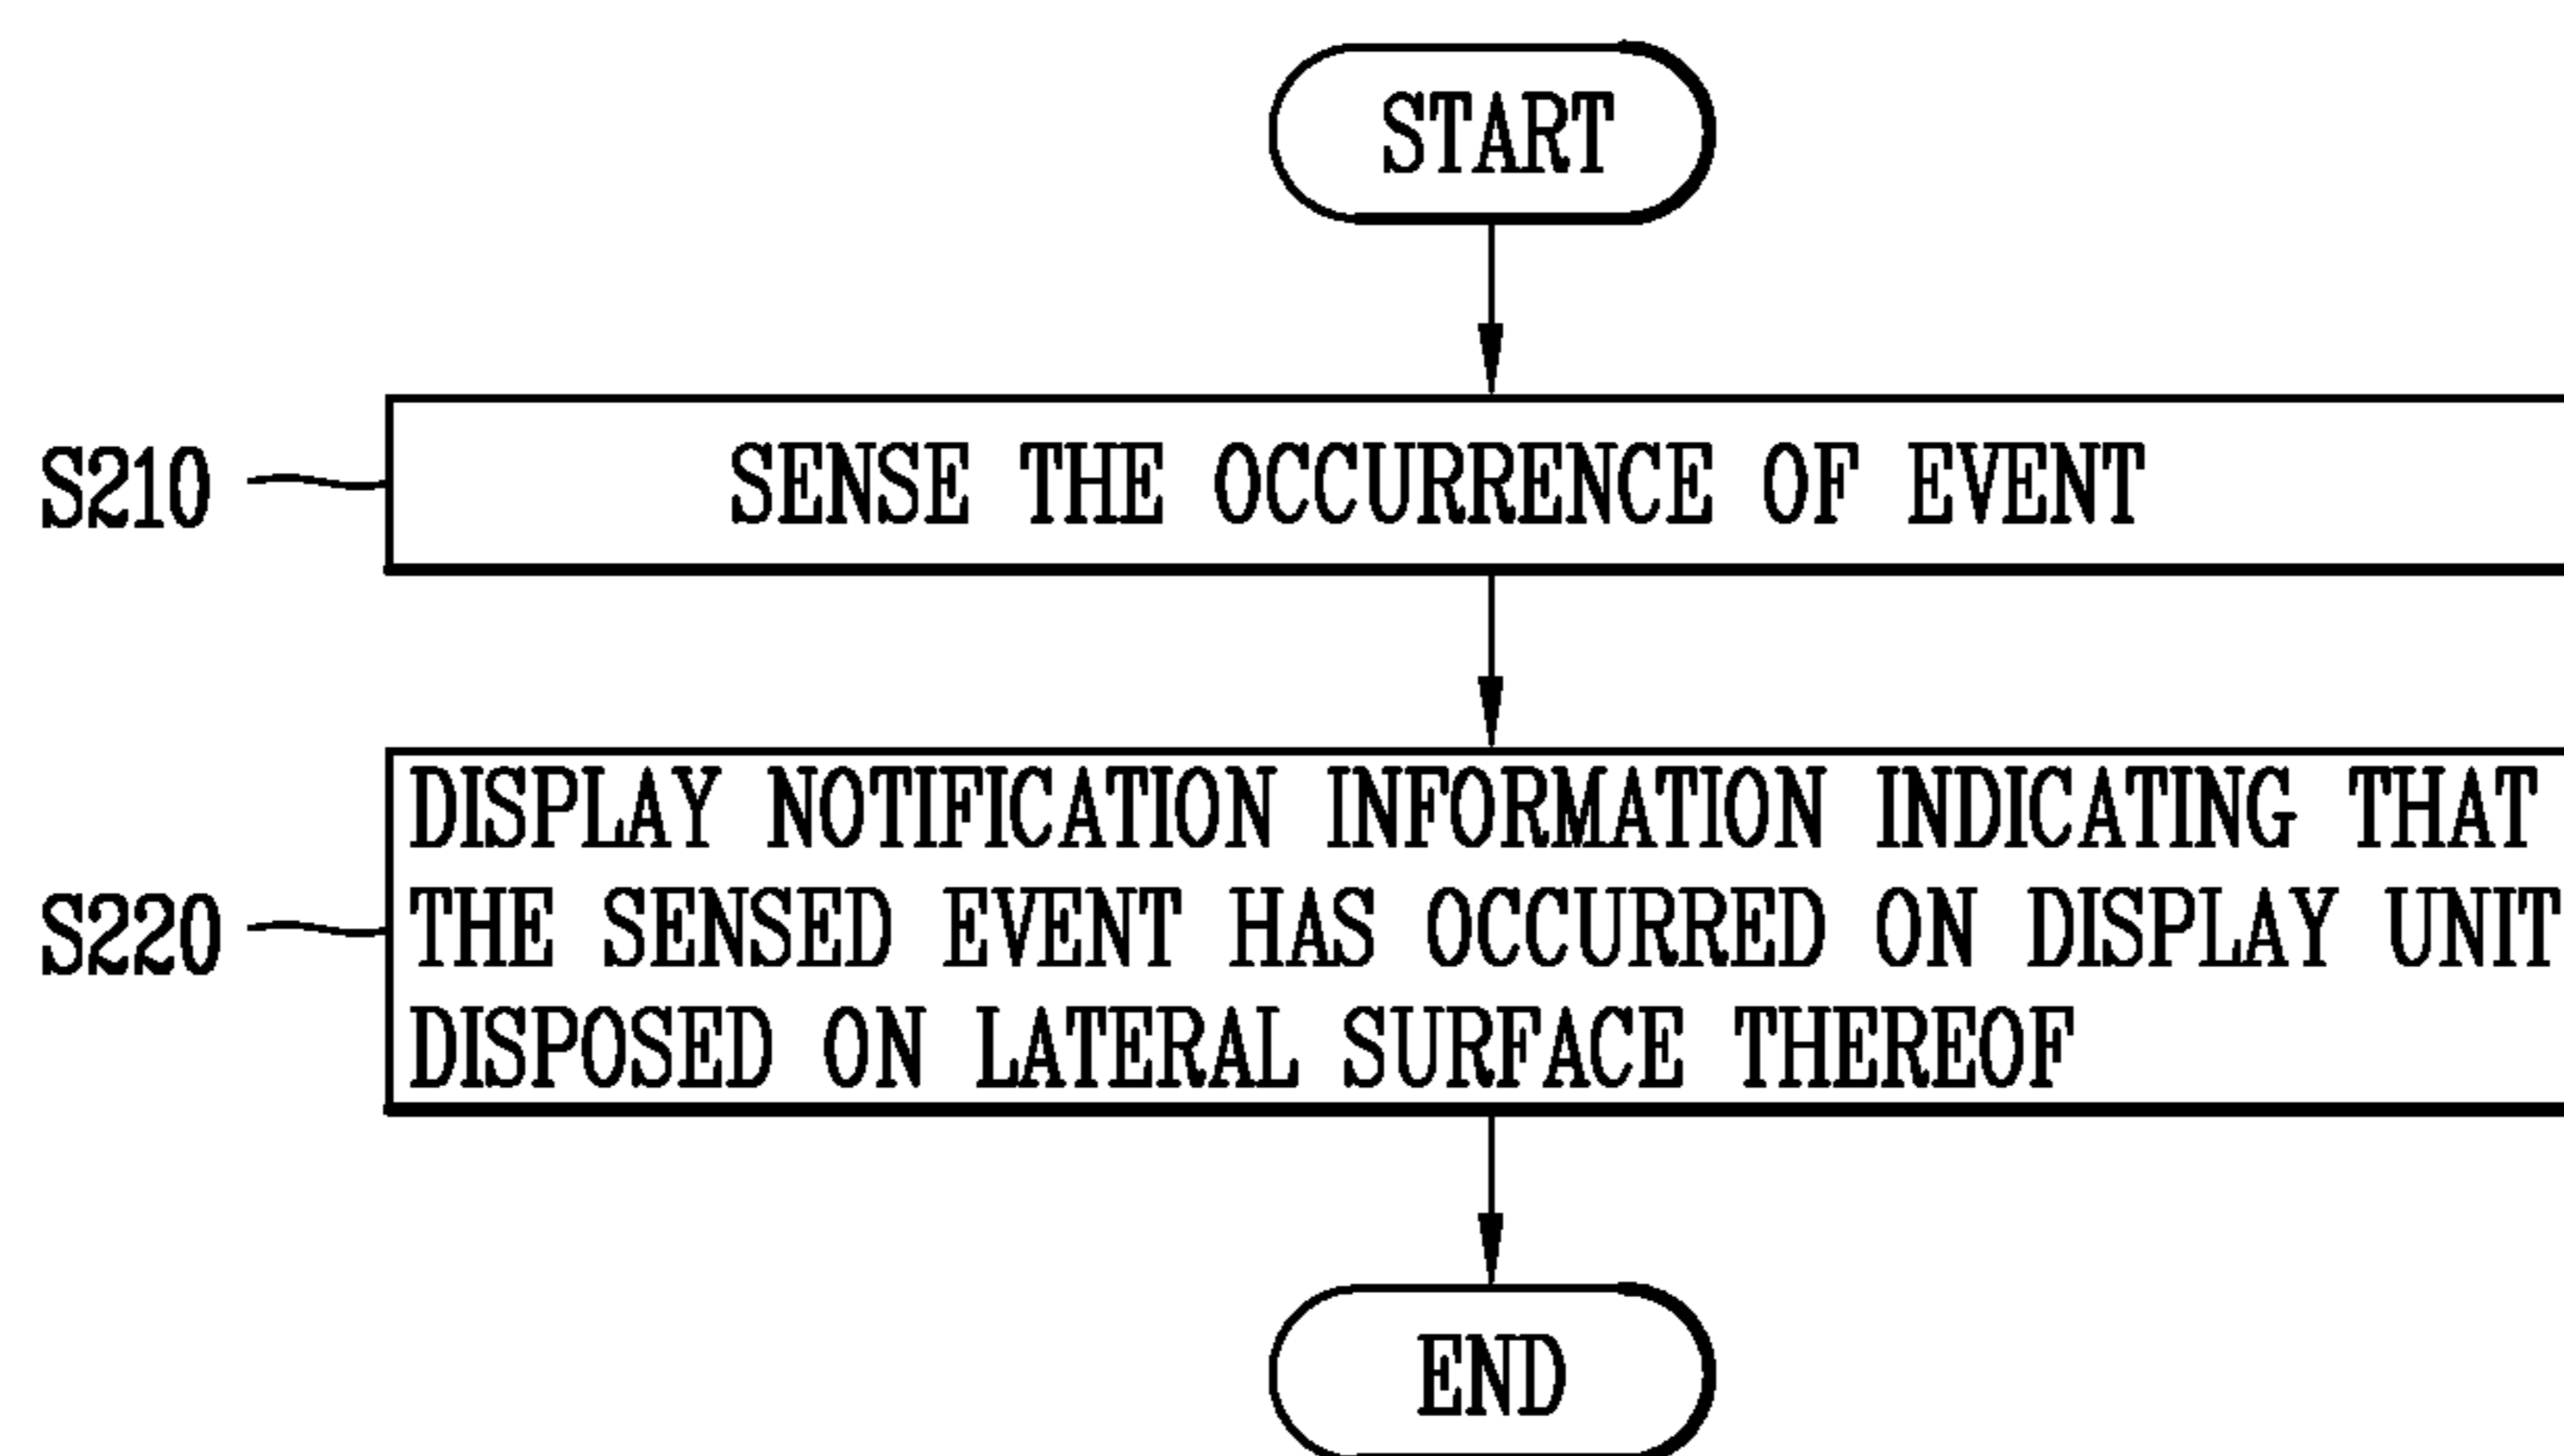 START
S210
SENSE THE OCCURRENCE OF EVENT
S220
DISPLAY NOTIFICATION INFORMATION INDICATING THAT
THE SENSED EVENT HAS OCCURRED ON DISPLAY UNIT
DISPOSED ON LATERAL SURFACE THEREOF
END